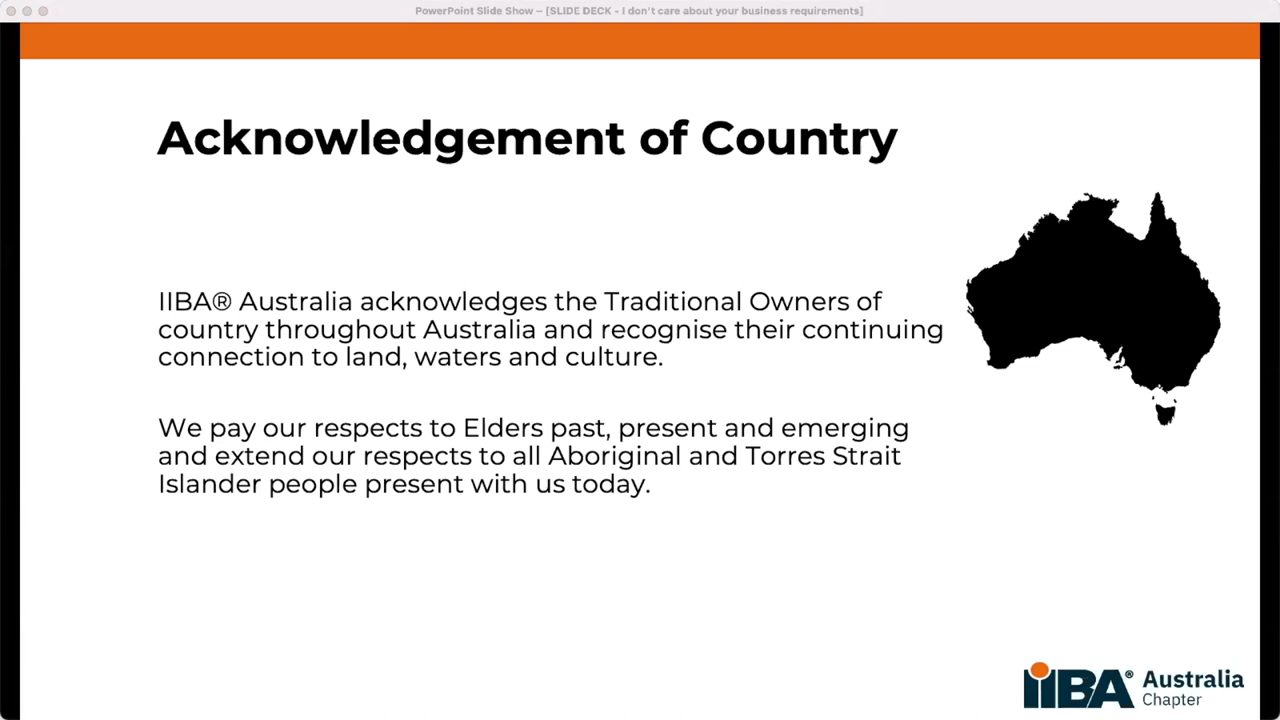 PowerPoint Slide Show – [SLIDE DECK - I don't care about your business requirements]
Acknowledgement of Country
IIBA® Australia acknowledges the Traditional Owners of
country throughout Australia and recognise their continuing
connection to land, waters and culture.
We pay our respects to Elders past, present and emerging
and extend our respects to all Aboriginal and Torres Strait
Islander people present with us today.
IIBA® Australia
Chapter